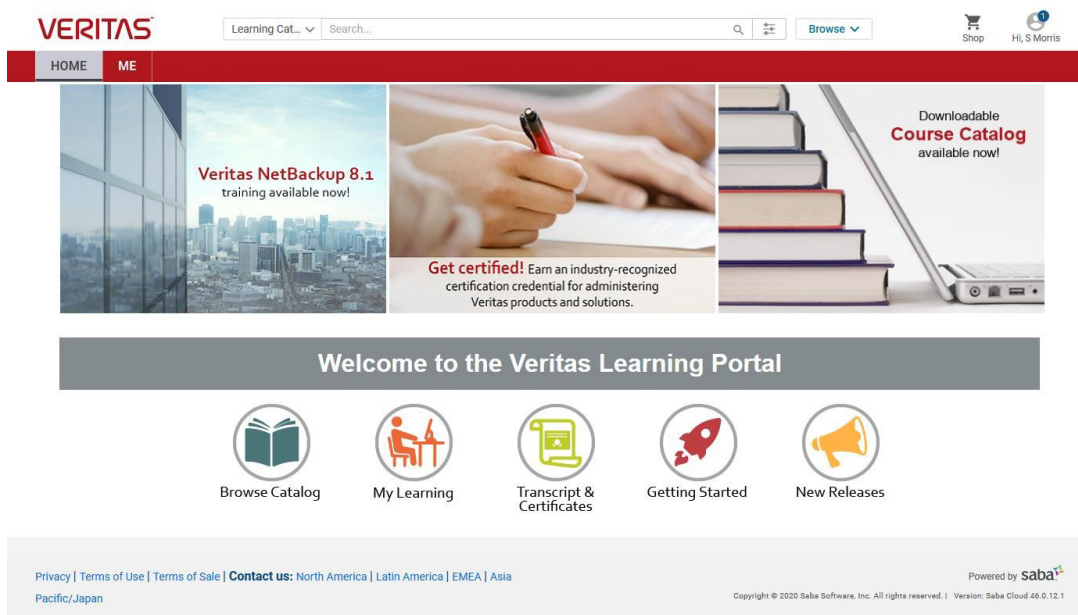 VERITAS
Learning Cat...
Search...
Browse
Shop
1
Hi, S Morris
HOME
ME
Veritas NetBackup 8.1
training available now!
Get certified! Earn an industry-recognized
certification credential for administering
Veritas products and solutions.
Downloadable
Course Catalog
available now!
Welcome to the Veritas Learning Portal
Browse Catalog
My Learning
Transcript &
Certificates
Getting Started
New Releases
Privacy | Terms of Use | Terms of Sale | Contact us: North America | Latin America | EMEA | Asia
Pacific/Japan
Powered by saba
Copyright © 2020 Saba Software, Inc. All rights reserved. | Version: Saba Cloud 46.0.12.1